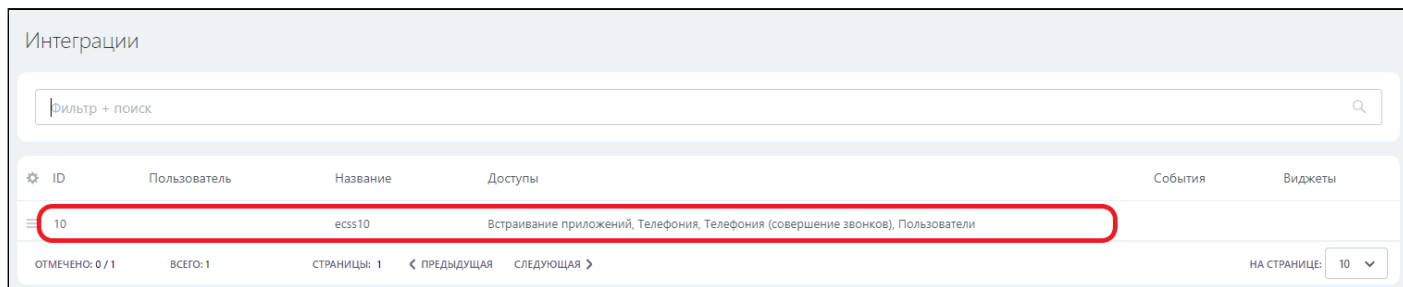 Интеграции
Фильтр + поиск
ID Пользователь Название Доступы События Виджеты
10 ecss10 Встраивание приложений, Телефония, Телефония (совершение звонков), Пользователи
ОТМЕЧЕНО: 0 / 1 ВСЕГО: 1 СТРАНИЦЫ: 1 ПРЕДЫДУЩАЯ СЛЕДУЮЩАЯ НА СТРАНИЦЕ: 10